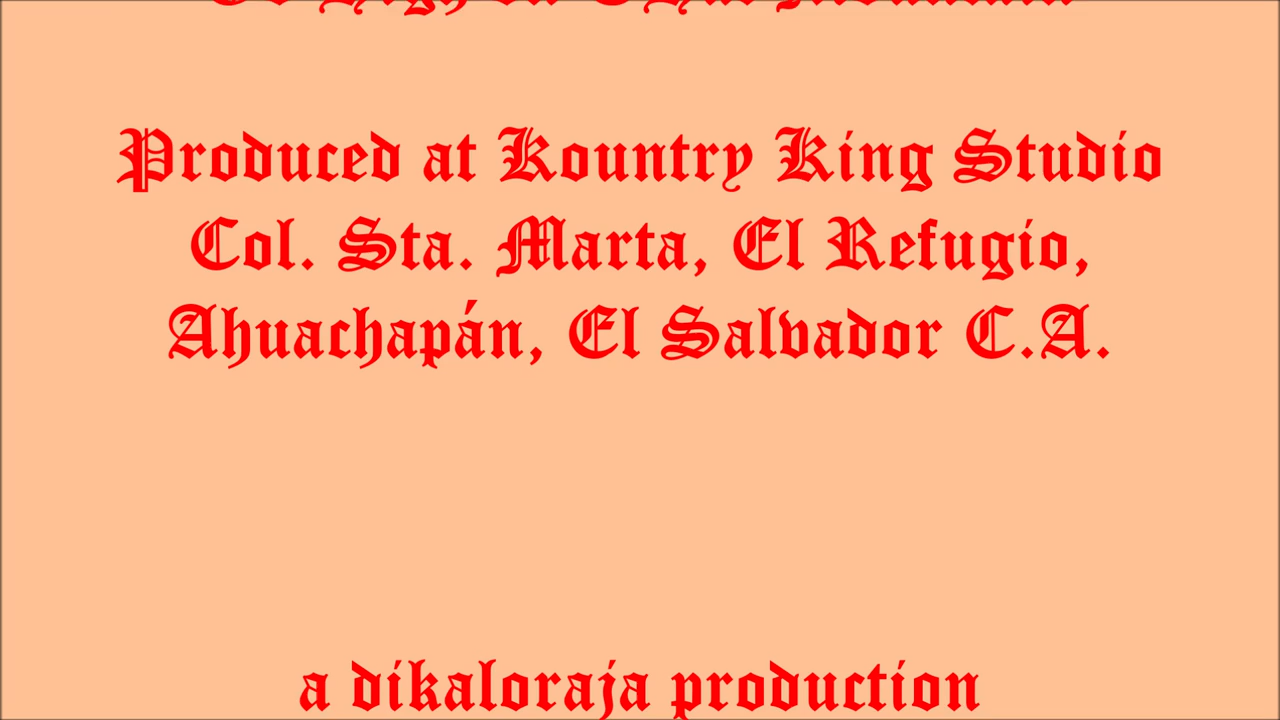 Produced at Kountry King Studio
Col. Sta. Marta, El Refugio,
Ahuachapán, El Salvador C.A.
a dikaloraja production